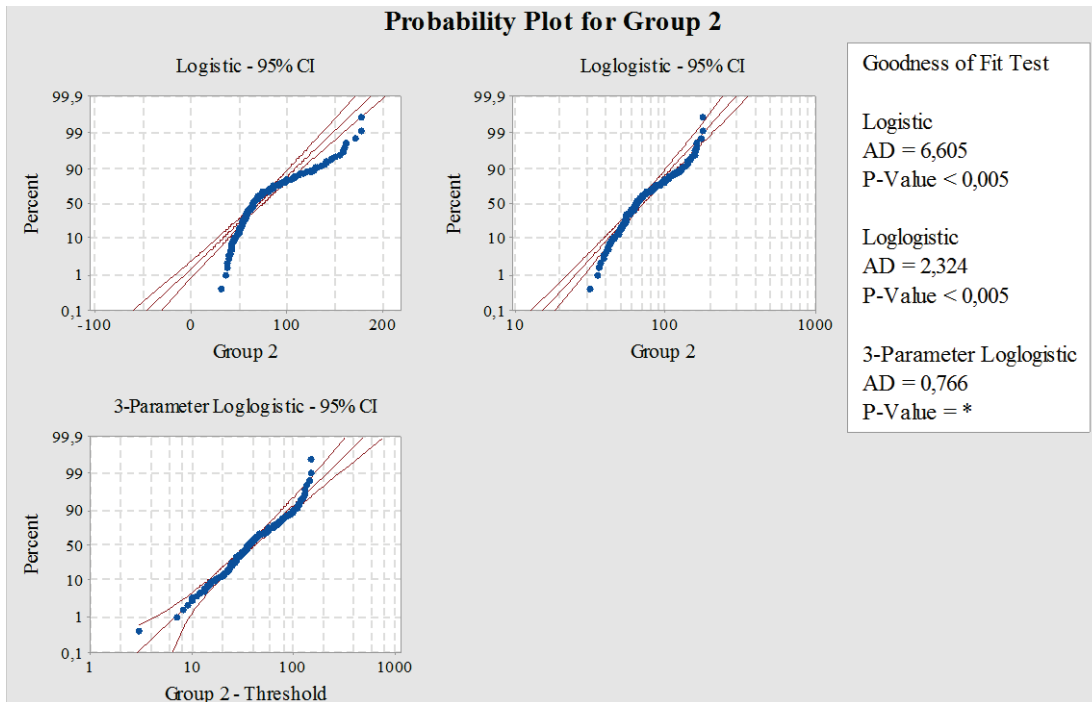 Probability Plot for Group 2
Logistic - 95% CI
99,9
99
90
50
10
1
0,1
Percent
-100
0
100
200
Group 2
Loglogistic - 95% CI
99,9
99
90
50
10
1
0,1
Percent
10
100
1000
Group 2
3-Parameter Loglogistic - 95% CI
99,9
99
90
50
10
1
0,1
Percent
1
10
100
1000
Group 2 - Threshold
Goodness of Fit Test
Logistic
AD = 6,605
P-Value < 0,005
Loglogistic
AD = 2,324
P-Value < 0,005
3-Parameter Loglogistic
AD = 0,766
P-Value = *